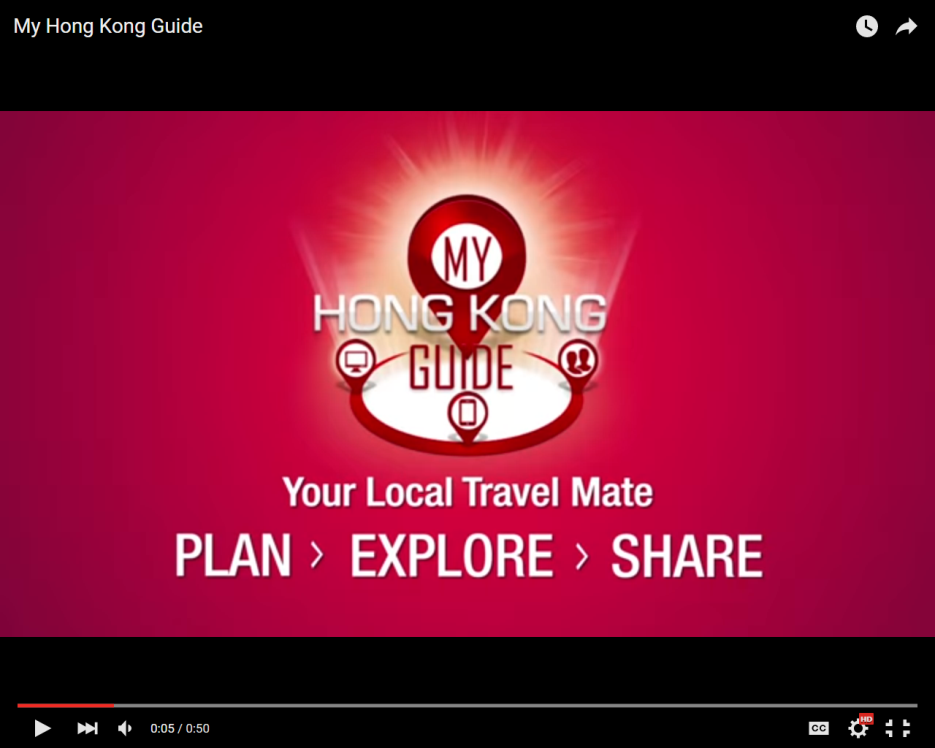 My Hong Kong Guide
MY
HONG KONG
GUIDE
Your Local Travel Mate
PLAN > EXPLORE > SHARE
0:05 / 0:50
CC
HD